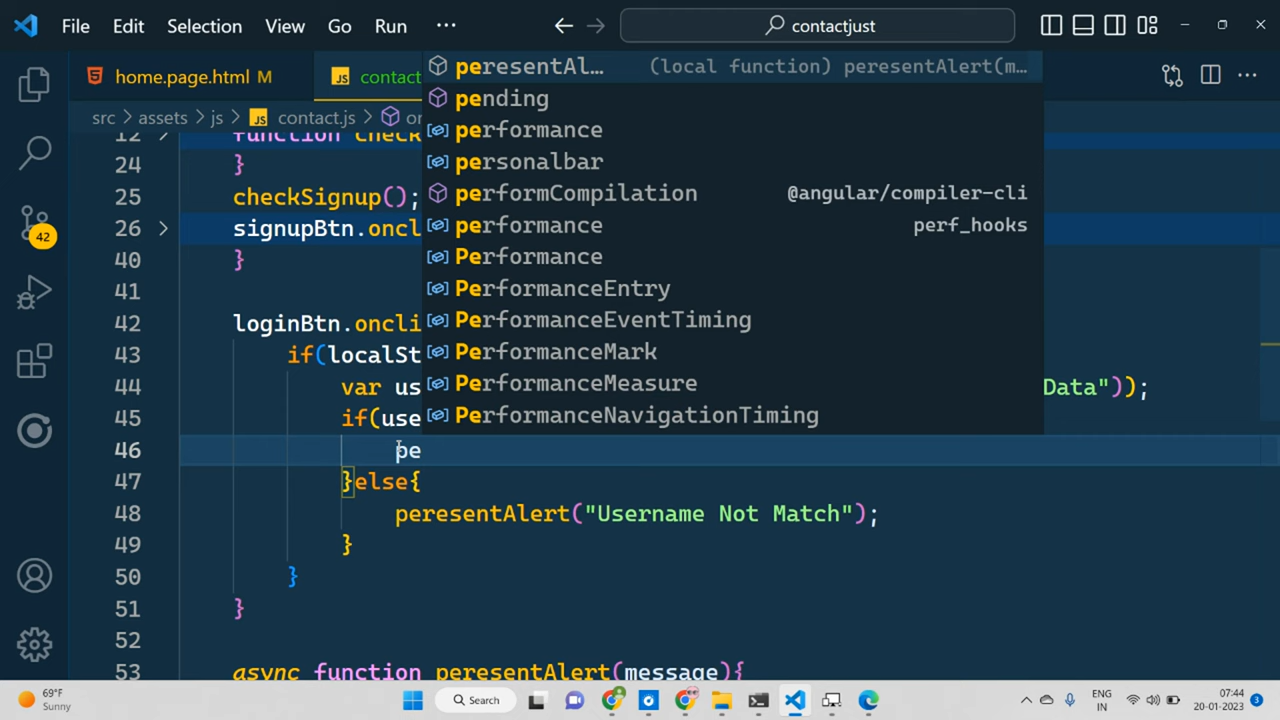 File Edit Selection View Go Run ··· contactjust
home.page.html M contact
src > assets > js > contact.js >
peresentAl… (local function) peresentAlert(m…
pending
performance
personalbar
performCompilation @angular/compiler-cli
performance perf_hooks
Performance
PerformanceEntry
PerformanceEventTiming
PerformanceMark
PerformanceMeasure
PerformanceNavigationTiming
12 function check
24 }
25 checkSignup();
26 signupBtn.oncl
40 }
41
42 loginBtn.oncli
43 if(localSt
44 var us Data"));
45 if(use
46 pe
47 }else{
48 peresentAlert("Username Not Match");
49 }
50 }
51 }
52
53 async function peresentAlert(message){
42
69°F
Sunny
Search
ENG
IN
07:44
20-01-2023
3